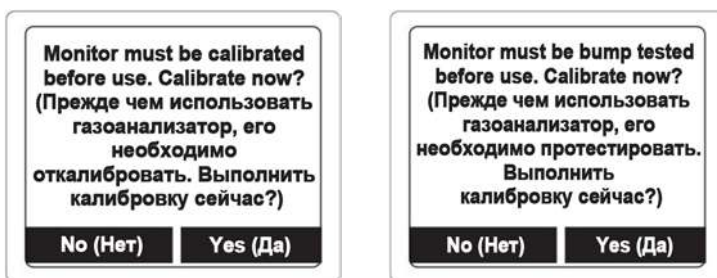 Monitor must be calibrated
before use. Calibrate now?
(Прежде чем использовать
газоанализатор, его
необходимо
откалибровать. Выполнить
калибровку сейчас?)
No (Нет)
Yes (Да)
Monitor must be bump tested
before use. Calibrate now?
(Прежде чем использовать
газоанализатор, его
необходимо протестировать.
Выполнить
калибровку сейчас?)
No (Нет)
Yes (Да)